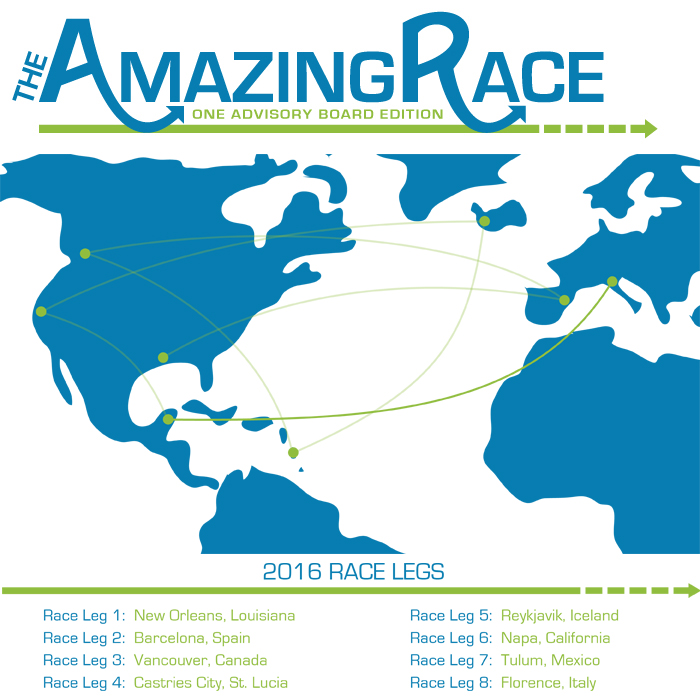 THE AMAZING RACE
ONE ADVISORY BOARD EDITION
2016 RACE LEGS
Race Leg 1: New Orleans, Louisiana
Race Leg 2: Barcelona, Spain
Race Leg 3: Vancouver, Canada
Race Leg 4: Castries City, St. Lucia
Race Leg 5: Reykjavik, Iceland
Race Leg 6: Napa, California
Race Leg 7: Tulum, Mexico
Race Leg 8: Florence, Italy